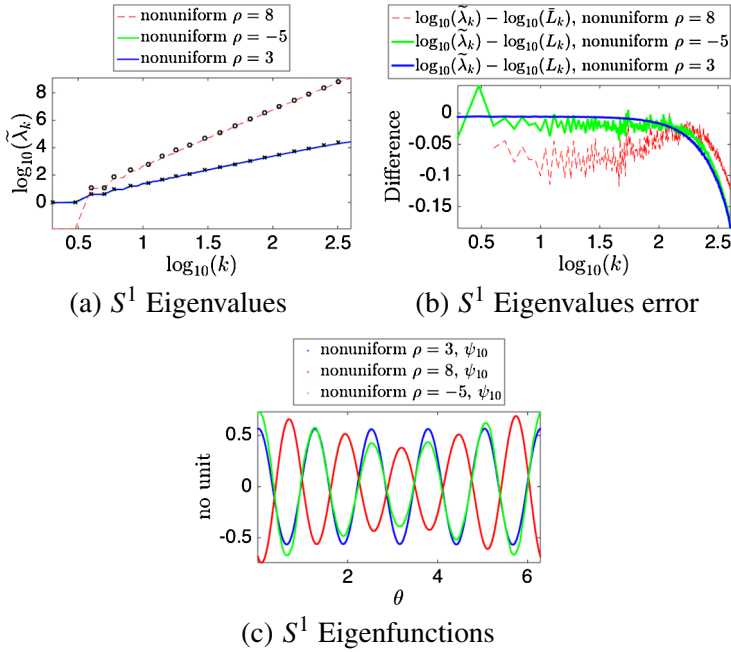 nonuniform ρ = 8
nonuniform ρ = −5
nonuniform ρ = 3
log₁₀(λ̃ₖ)
8
6
4
2
0
0.5
1
1.5
2
2.5
log₁₀(k)
(a) S¹ Eigenvalues
log₁₀(λ̃ₖ) − log₁₀(L̄ₖ), nonuniform ρ = 8
log₁₀(λ̃ₖ) − log₁₀(Lₖ), nonuniform ρ = −5
log₁₀(λ̃ₖ) − log₁₀(Lₖ), nonuniform ρ = 3
Difference
0
-0.05
-0.1
-0.15
0.5
1
1.5
2
2.5
log₁₀(k)
(b) S¹ Eigenvalues error
nonuniform ρ = 3, ψ₁₀
nonuniform ρ = 8, ψ₁₀
nonuniform ρ = −5, ψ₁₀
no unit
0.5
0
-0.5
2
4
6
θ
(c) S¹ Eigenfunctions